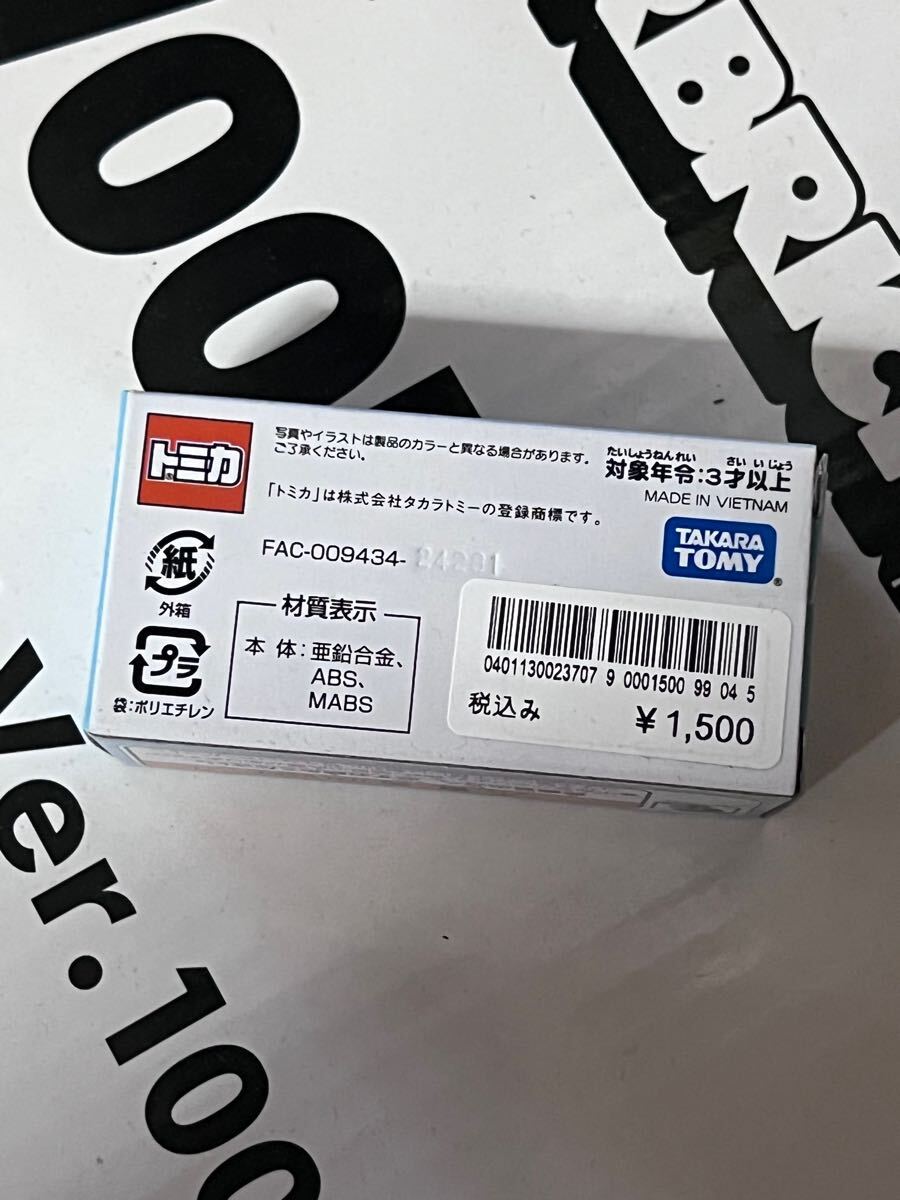 トミカ
写真やイラストは製品のカラーと異なる場合があります。
ご了承ください。
「トミカ」は株式会社タカラトミーの登録商標です。
たいしょうねんれい さい いじょう
対象年令:3才以上
MADE IN VIETNAM
TAKARA
TOMY
FAC-009434-24201
紙
外箱
プラ
袋:ポリエチレン
材質表示
本 体:亜鉛合金、
ABS、
MABS
0401130023707 9 0001500 99 04 5
税込み
¥1,500
BRK
Ver.100